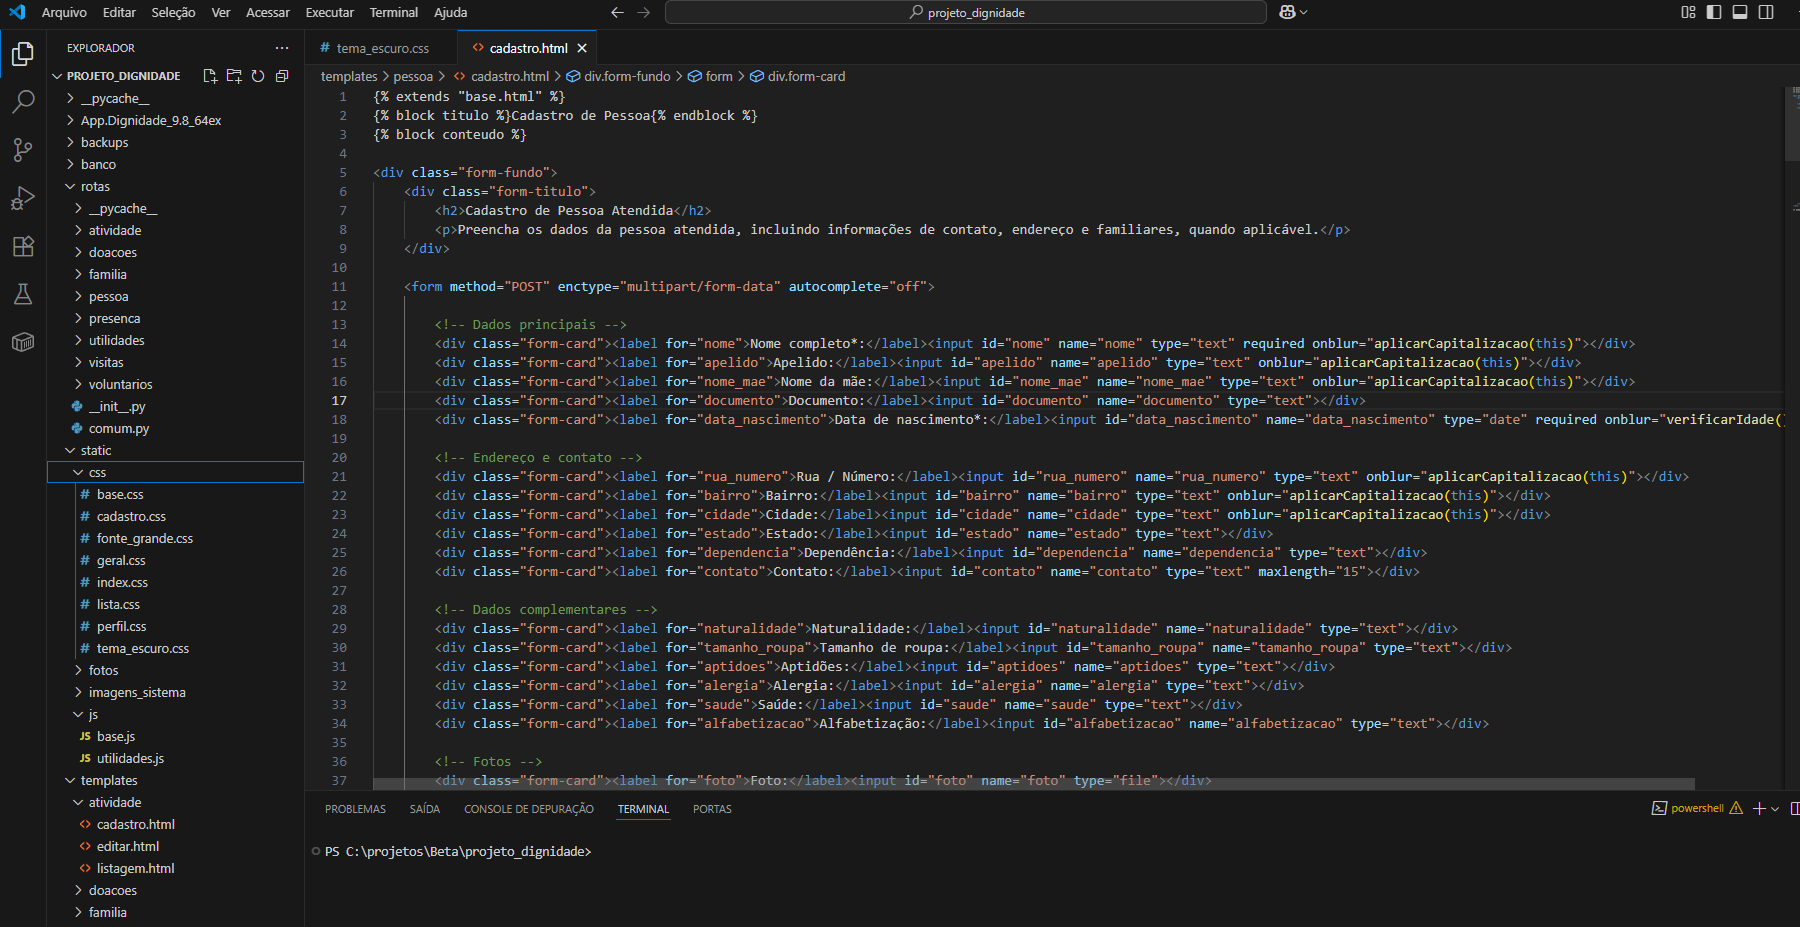 Arquivo Editar Seleção Ver Acessar Executar Terminal Ajuda
projeto_dignidade
EXPLORADOR
PROJETO_DIGNIDADE
__pycache__
App.Dignidade_9.8_64ex
backups
banco
rotas
__pycache__
atividade
doacoes
familia
pessoa
presenca
utilidades
visitas
voluntarios
__init__.py
comum.py
static
css
# base.css
# cadastro.css
# fonte_grande.css
# geral.css
# index.css
# lista.css
# perfil.css
# tema_escuro.css
fotos
imagens_sistema
js
JS base.js
JS utilidades.js
templates
atividade
<> cadastro.html
<> editar.html
<> listagem.html
doacoes
familia
# tema_escuro.css <> cadastro.html
templates > pessoa > <> cadastro.html > div.form-fundo > form > div.form-card
1 {% extends "base.html" %}
2 {% block titulo %}Cadastro de Pessoa{% endblock %}
3 {% block conteudo %}
4
5 <div class="form-fundo">
6 <div class="form-titulo">
7 <h2>Cadastro de Pessoa Atendida</h2>
8 <p>Preencha os dados da pessoa atendida, incluindo informações de contato, endereço e familiares, quando aplicável.</p>
9 </div>
10
11 <form method="POST" enctype="multipart/form-data" autocomplete="off">
12
13 <!-- Dados principais -->
14 <div class="form-card"><label for="nome">Nome completo*:</label><input id="nome" name="nome" type="text" required onblur="aplicarCapitalizacao(this)"></div>
15 <div class="form-card"><label for="apelido">Apelido:</label><input id="apelido" name="apelido" type="text" onblur="aplicarCapitalizacao(this)"></div>
16 <div class="form-card"><label for="nome_mae">Nome da mãe:</label><input id="nome_mae" name="nome_mae" type="text" onblur="aplicarCapitalizacao(this)"></div>
17 <div class="form-card"><label for="documento">Documento:</label><input id="documento" name="documento" type="text"></div>
18 <div class="form-card"><label for="data_nascimento">Data de nascimento*:</label><input id="data_nascimento" name="data_nascimento" type="date" required onblur="verificarIdade()
19
20 <!-- Endereço e contato -->
21 <div class="form-card"><label for="rua_numero">Rua / Número:</label><input id="rua_numero" name="rua_numero" type="text" onblur="aplicarCapitalizacao(this)"></div>
22 <div class="form-card"><label for="bairro">Bairro:</label><input id="bairro" name="bairro" type="text" onblur="aplicarCapitalizacao(this)"></div>
23 <div class="form-card"><label for="cidade">Cidade:</label><input id="cidade" name="cidade" type="text" onblur="aplicarCapitalizacao(this)"></div>
24 <div class="form-card"><label for="estado">Estado:</label><input id="estado" name="estado" type="text"></div>
25 <div class="form-card"><label for="dependencia">Dependência:</label><input id="dependencia" name="dependencia" type="text"></div>
26 <div class="form-card"><label for="contato">Contato:</label><input id="contato" name="contato" type="text" maxlength="15"></div>
27
28 <!-- Dados complementares -->
29 <div class="form-card"><label for="naturalidade">Naturalidade:</label><input id="naturalidade" name="naturalidade" type="text"></div>
30 <div class="form-card"><label for="tamanho_roupa">Tamanho de roupa:</label><input id="tamanho_roupa" name="tamanho_roupa" type="text"></div>
31 <div class="form-card"><label for="aptidoes">Aptidões:</label><input id="aptidoes" name="aptidoes" type="text"></div>
32 <div class="form-card"><label for="alergia">Alergia:</label><input id="alergia" name="alergia" type="text"></div>
33 <div class="form-card"><label for="saude">Saúde:</label><input id="saude" name="saude" type="text"></div>
34 <div class="form-card"><label for="alfabetizacao">Alfabetização:</label><input id="alfabetizacao" name="alfabetizacao" type="text"></div>
35
36 <!-- Fotos -->
37 <div class="form-card"><label for="foto">Foto:</label><input id="foto" name="foto" type="file"></div>
PROBLEMAS SAÍDA CONSOLE DE DEPURAÇÃO TERMINAL PORTAS
powershell
PS C:\projetos\Beta\projeto_dignidade>